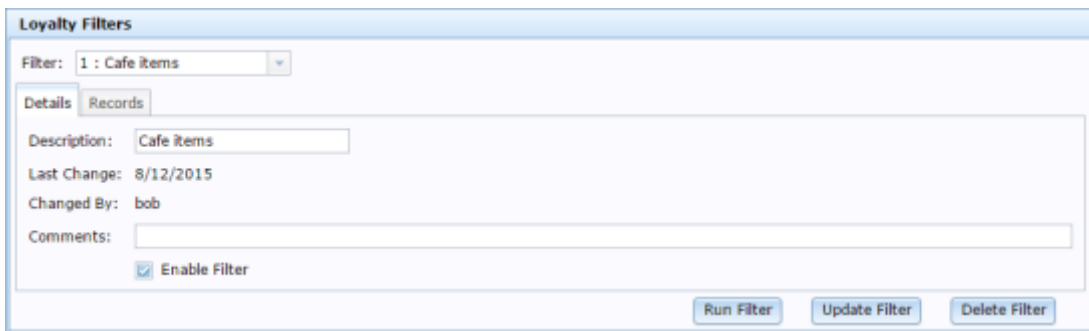 Loyalty Filters
Filter: 1 : Cafe items
Details Records
Description: Cafe items
Last Change: 8/12/2015
Changed By: bob
Comments:
Enable Filter
Run Filter Update Filter Delete Filter